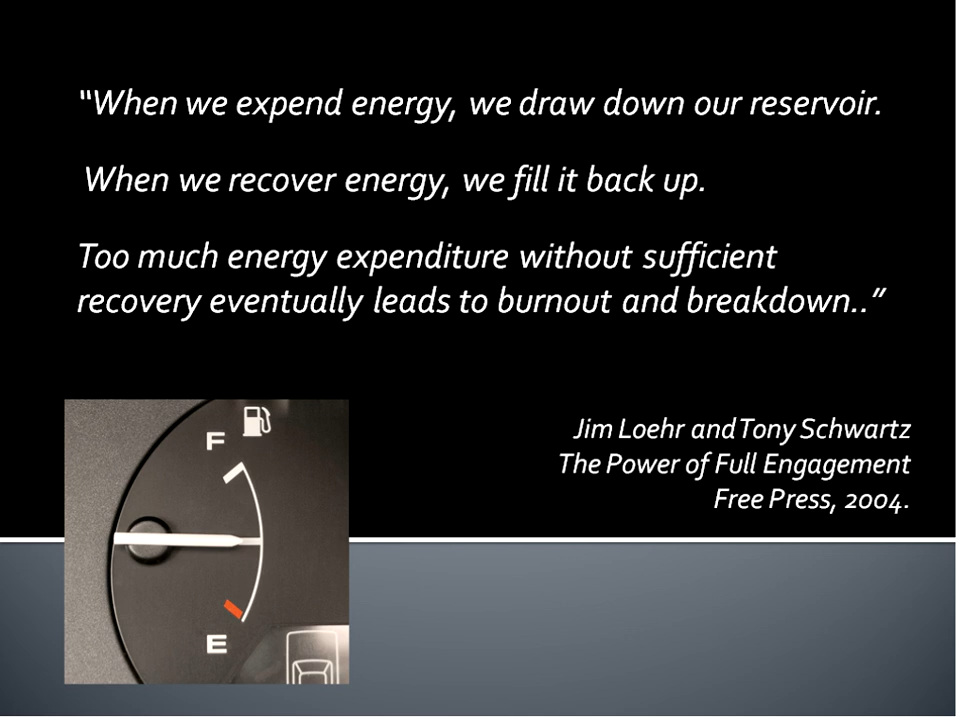 “When we expend energy, we draw down our reservoir.
When we recover energy, we fill it back up.
Too much energy expenditure without sufficient
recovery eventually leads to burnout and breakdown..”
Jim Loehr and Tony Schwartz
The Power of Full Engagement
Free Press, 2004.
F
E